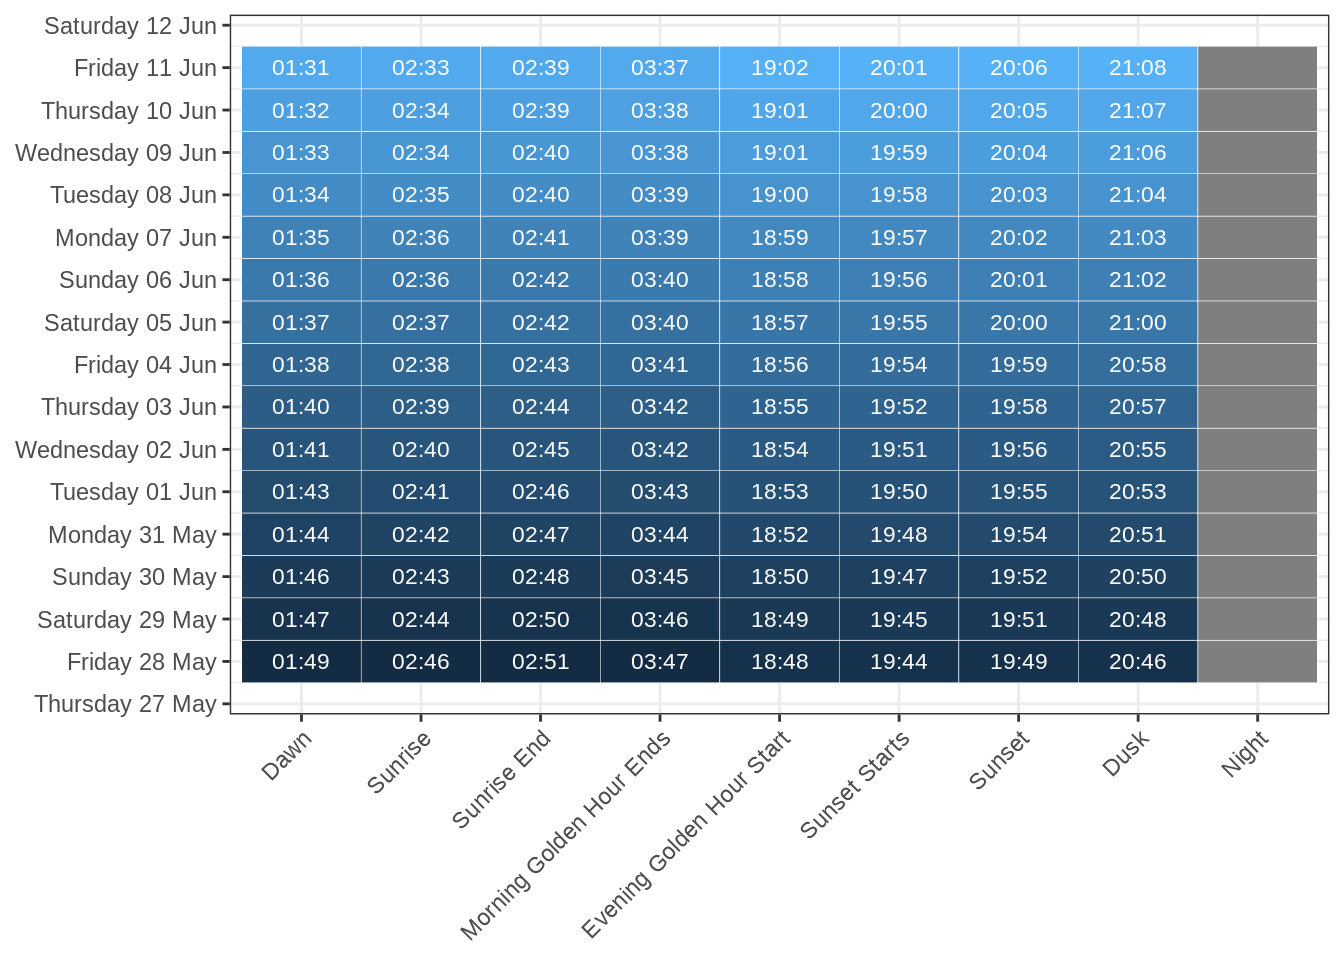 Saturday 12 Jun
Friday 11 Jun 01:31 02:33 02:39 03:37 19:02 20:01 20:06 21:08
Thursday 10 Jun 01:32 02:34 02:39 03:38 19:01 20:00 20:05 21:07
Wednesday 09 Jun 01:33 02:34 02:40 03:38 19:01 19:59 20:04 21:06
Tuesday 08 Jun 01:34 02:35 02:40 03:39 19:00 19:58 20:03 21:04
Monday 07 Jun 01:35 02:36 02:41 03:39 18:59 19:57 20:02 21:03
Sunday 06 Jun 01:36 02:36 02:42 03:40 18:58 19:56 20:01 21:02
Saturday 05 Jun 01:37 02:37 02:42 03:40 18:57 19:55 20:00 21:00
Friday 04 Jun 01:38 02:38 02:43 03:41 18:56 19:54 19:59 20:58
Thursday 03 Jun 01:40 02:39 02:44 03:42 18:55 19:52 19:58 20:57
Wednesday 02 Jun 01:41 02:40 02:45 03:42 18:54 19:51 19:56 20:55
Tuesday 01 Jun 01:43 02:41 02:46 03:43 18:53 19:50 19:55 20:53
Monday 31 May 01:44 02:42 02:47 03:44 18:52 19:48 19:54 20:51
Sunday 30 May 01:46 02:43 02:48 03:45 18:50 19:47 19:52 20:50
Saturday 29 May 01:47 02:44 02:50 03:46 18:49 19:45 19:51 20:48
Friday 28 May 01:49 02:46 02:51 03:47 18:48 19:44 19:49 20:46
Thursday 27 May
Dawn
Sunrise
Sunrise End
Morning Golden Hour Ends
Evening Golden Hour Start
Sunset Starts
Sunset
Dusk
Night